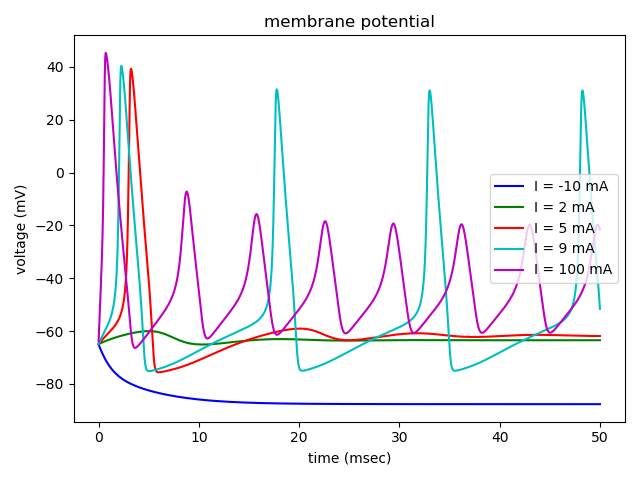 membrane potential
voltage (mV)
40
20
0
−20
−40
−60
−80
I = -10 mA
I = 2 mA
I = 5 mA
I = 9 mA
I = 100 mA
0 10 20 30 40 50
time (msec)